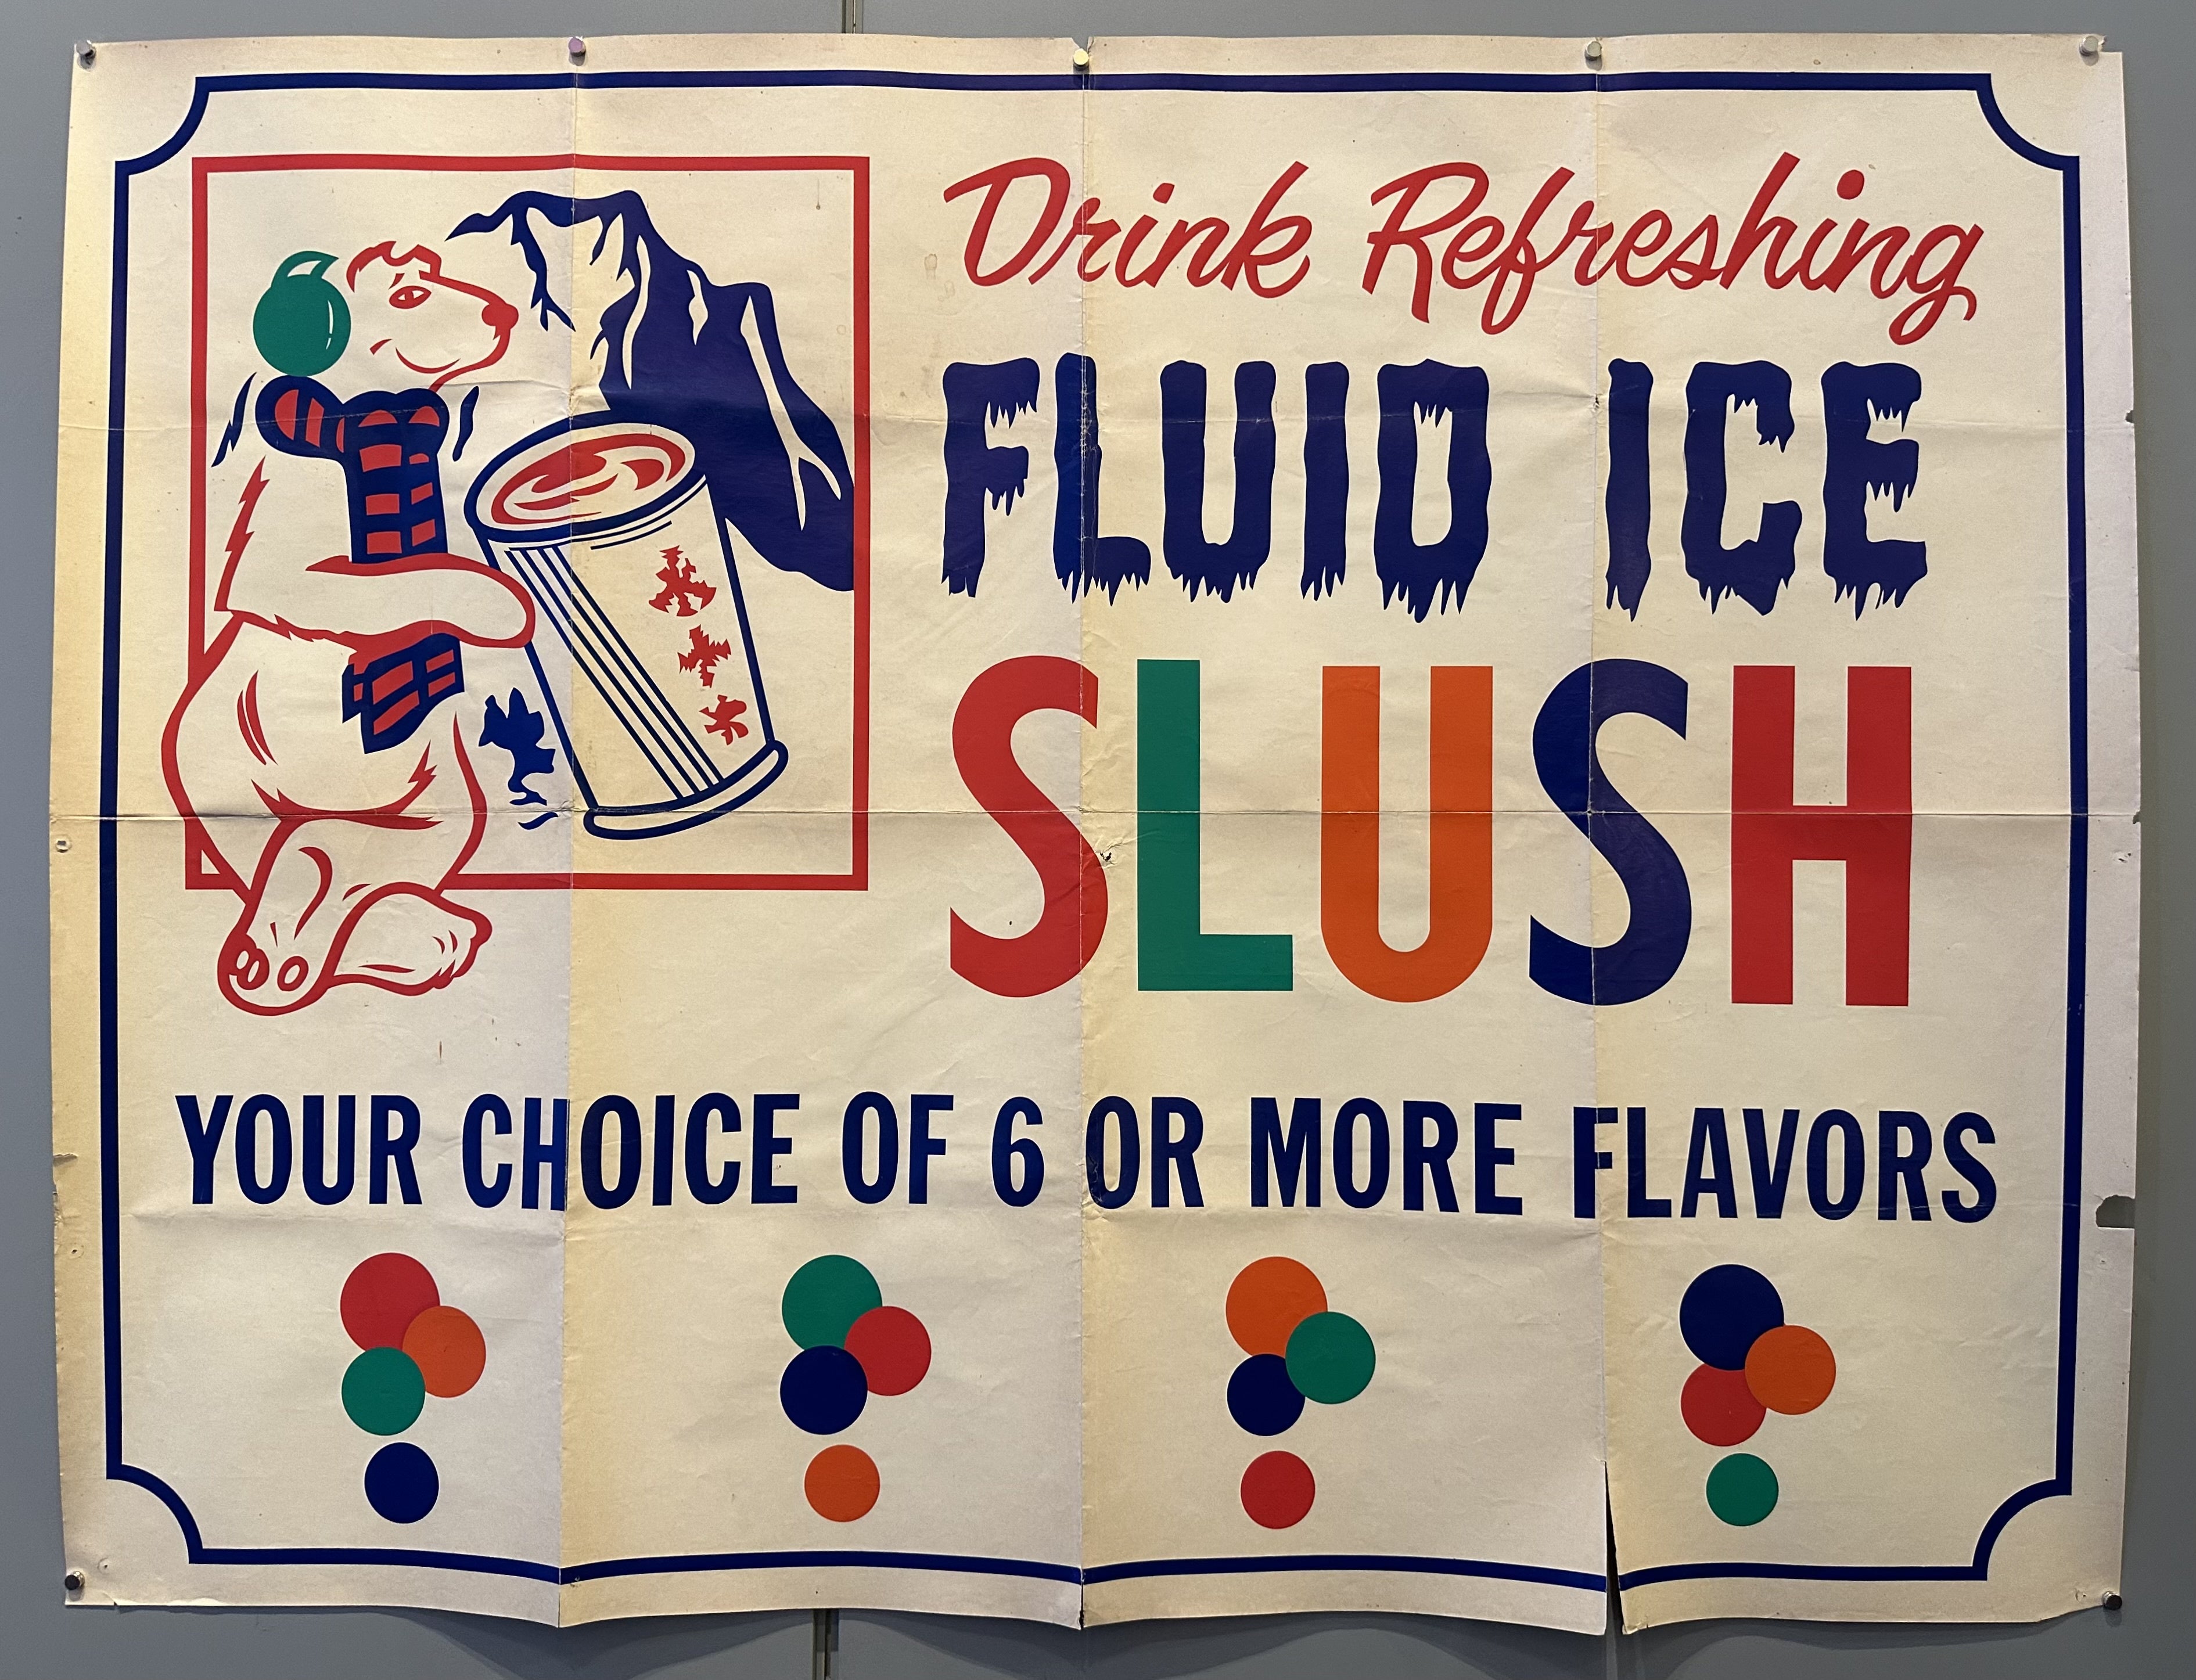 Drink Refreshing
FLUID ICE
SLUSH
YOUR CHOICE OF 6 OR MORE FLAVORS